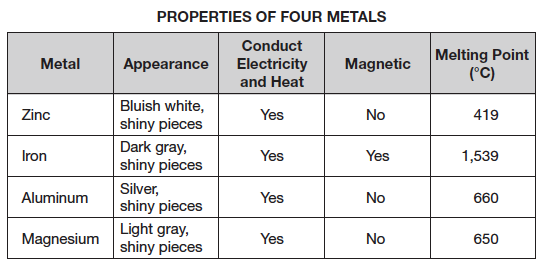 PROPERTIES OF FOUR METALS
Metal Appearance Conduct Electricity and Heat Magnetic Melting Point (°C)
Zinc Bluish white, shiny pieces Yes No 419
Iron Dark gray, shiny pieces Yes Yes 1,539
Aluminum Silver, shiny pieces Yes No 660
Magnesium Light gray, shiny pieces Yes No 650